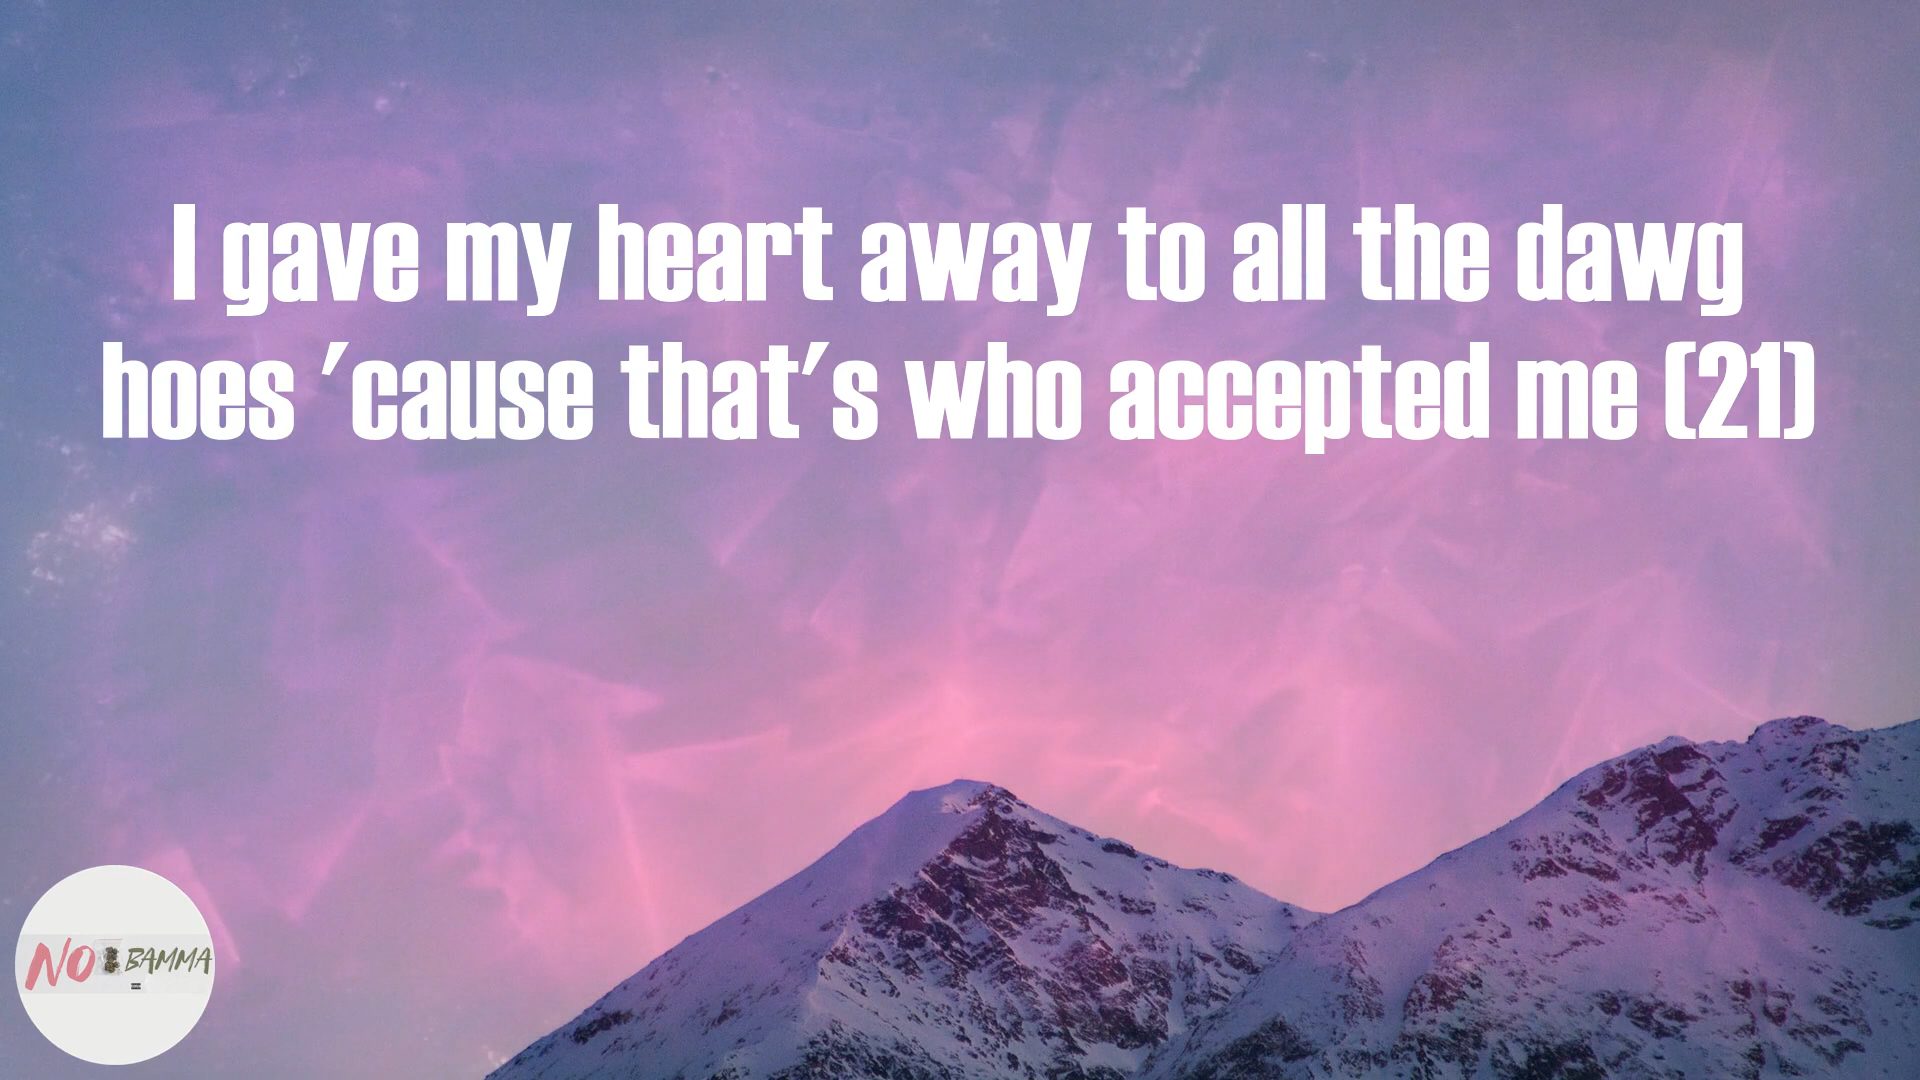 I gave my heart away to all the dawg
hoes 'cause that's who accepted me (21)
NO BAMMA